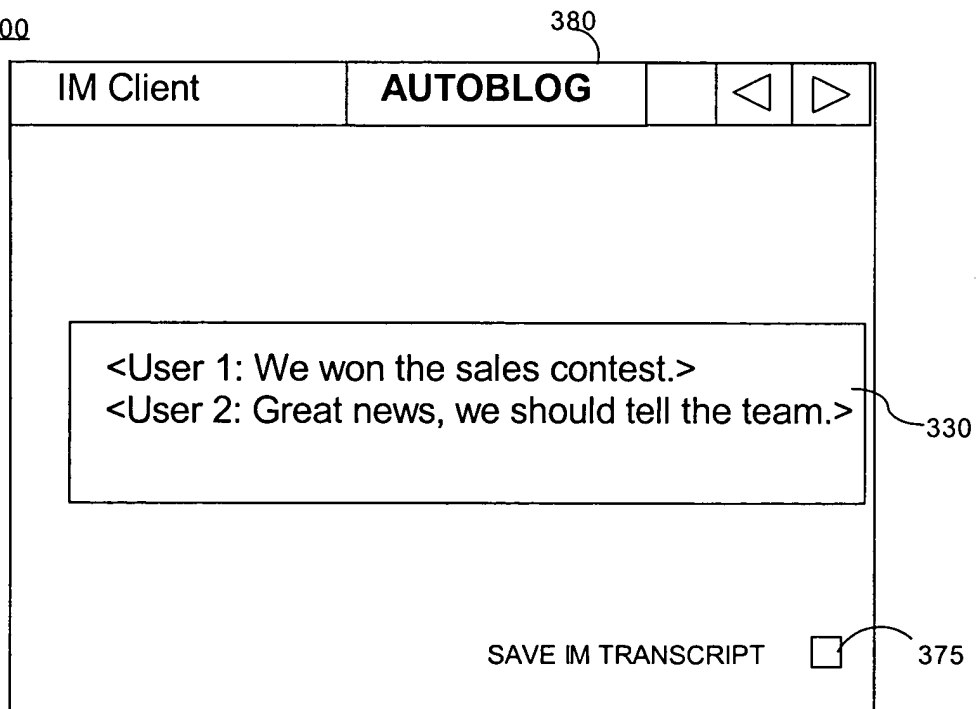 00
380
IM Client AUTOBLOG
<User 1: We won the sales contest.>
<User 2: Great news, we should tell the team.>
330
SAVE IM TRANSCRIPT
375